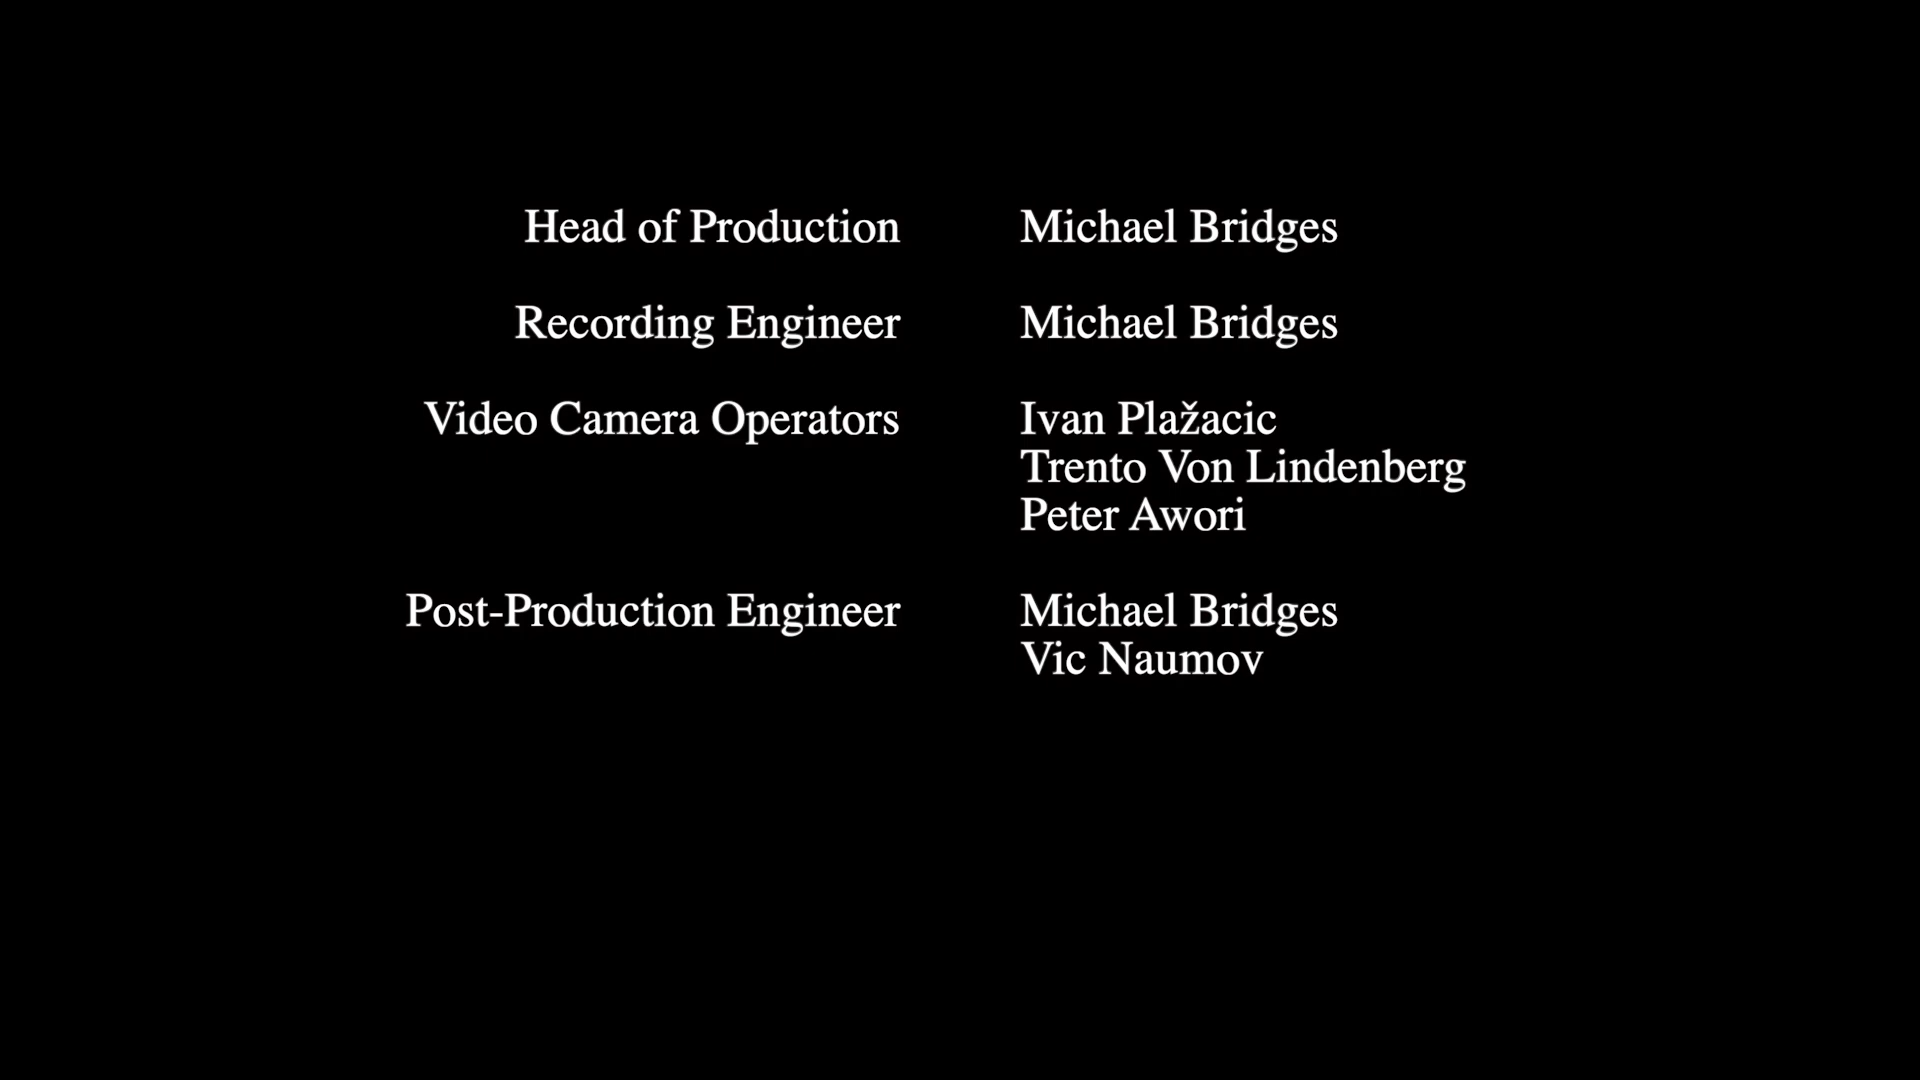 Head of Production Michael Bridges
Recording Engineer Michael Bridges
Video Camera Operators Ivan Plažacic
Trento Von Lindenberg
Peter Awori
Post-Production Engineer Michael Bridges
Vic Naumov